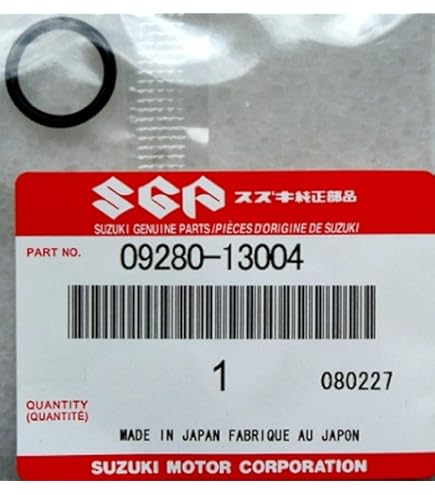 SGP スズキ純正部品
SUZUKI GENUINE PARTS/PIÈCES D'ORIGINE DE SUZUKI
PART NO. 09280-13004
1 080227
QUANTITY
(QUANTITÉ)
MADE IN JAPAN FABRIQUE AU JAPON
SUZUKI MOTOR CORPORATION